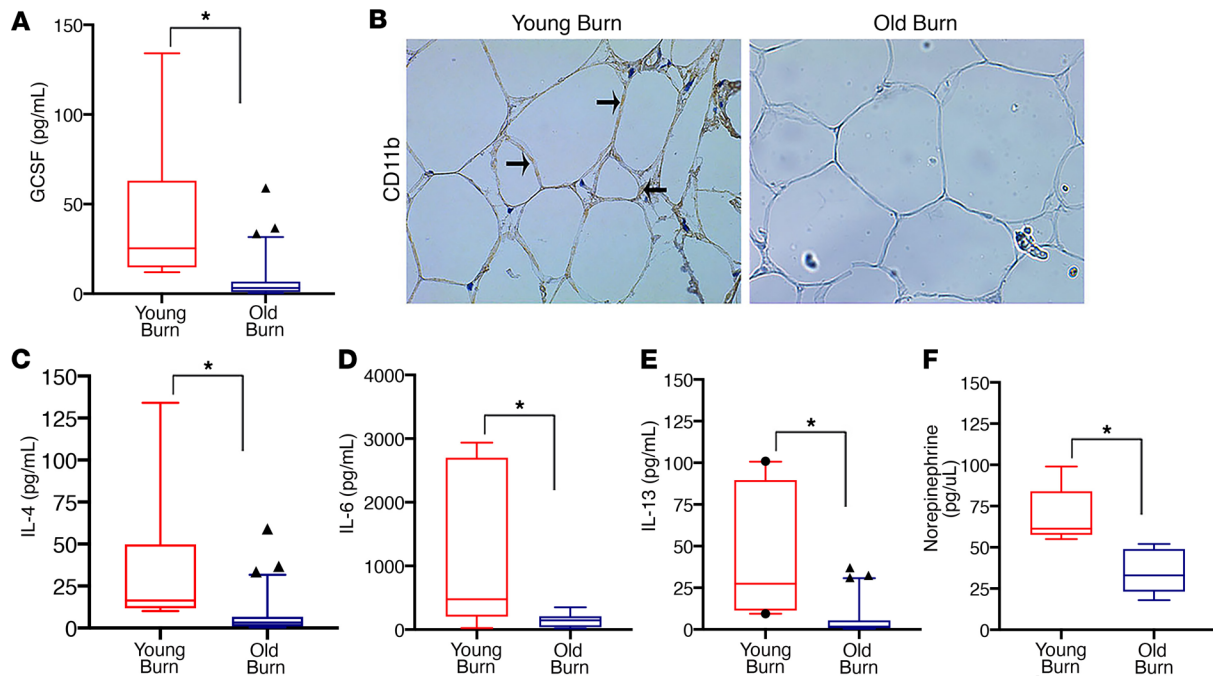 A
GCSF (pg/mL)
150
100
50
0
*
Young
Burn
Old
Burn
B
Young Burn
Old Burn
CD11b
C
IL-4 (pg/mL)
150
125
100
75
50
25
0
*
Young
Burn
Old
Burn
D
IL-6 (pg/mL)
4000
3000
2000
1000
0
*
Young
Burn
Old
Burn
E
IL-13 (pg/mL)
150
125
100
75
50
25
0
*
Young
Burn
Old
Burn
F
Norepinephrine
(pg/uL)
150
125
100
75
50
25
0
*
Young
Burn
Old
Burn